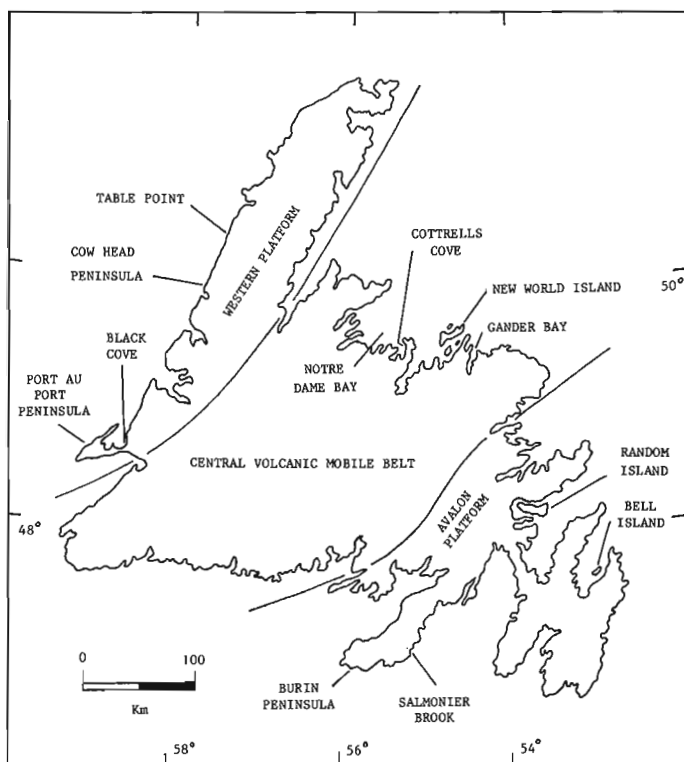 TABLE POINT
COW HEAD
PENINSULA
WESTERN PLATFORM
COTTRELLS
COVE
NEW WORLD ISLAND
50°
BLACK
COVE
GANDER BAY
NOTRE
DAME BAY
PORT AU
PORT
PENINSULA
CENTRAL VOLCANIC MOBILE BELT
RANDOM
ISLAND
48°
AVALON
PLATFORM
BELL
ISLAND
0
100
Km
BURIN
PENINSULA
SALMONIER
BROOK
58°
56°
54°